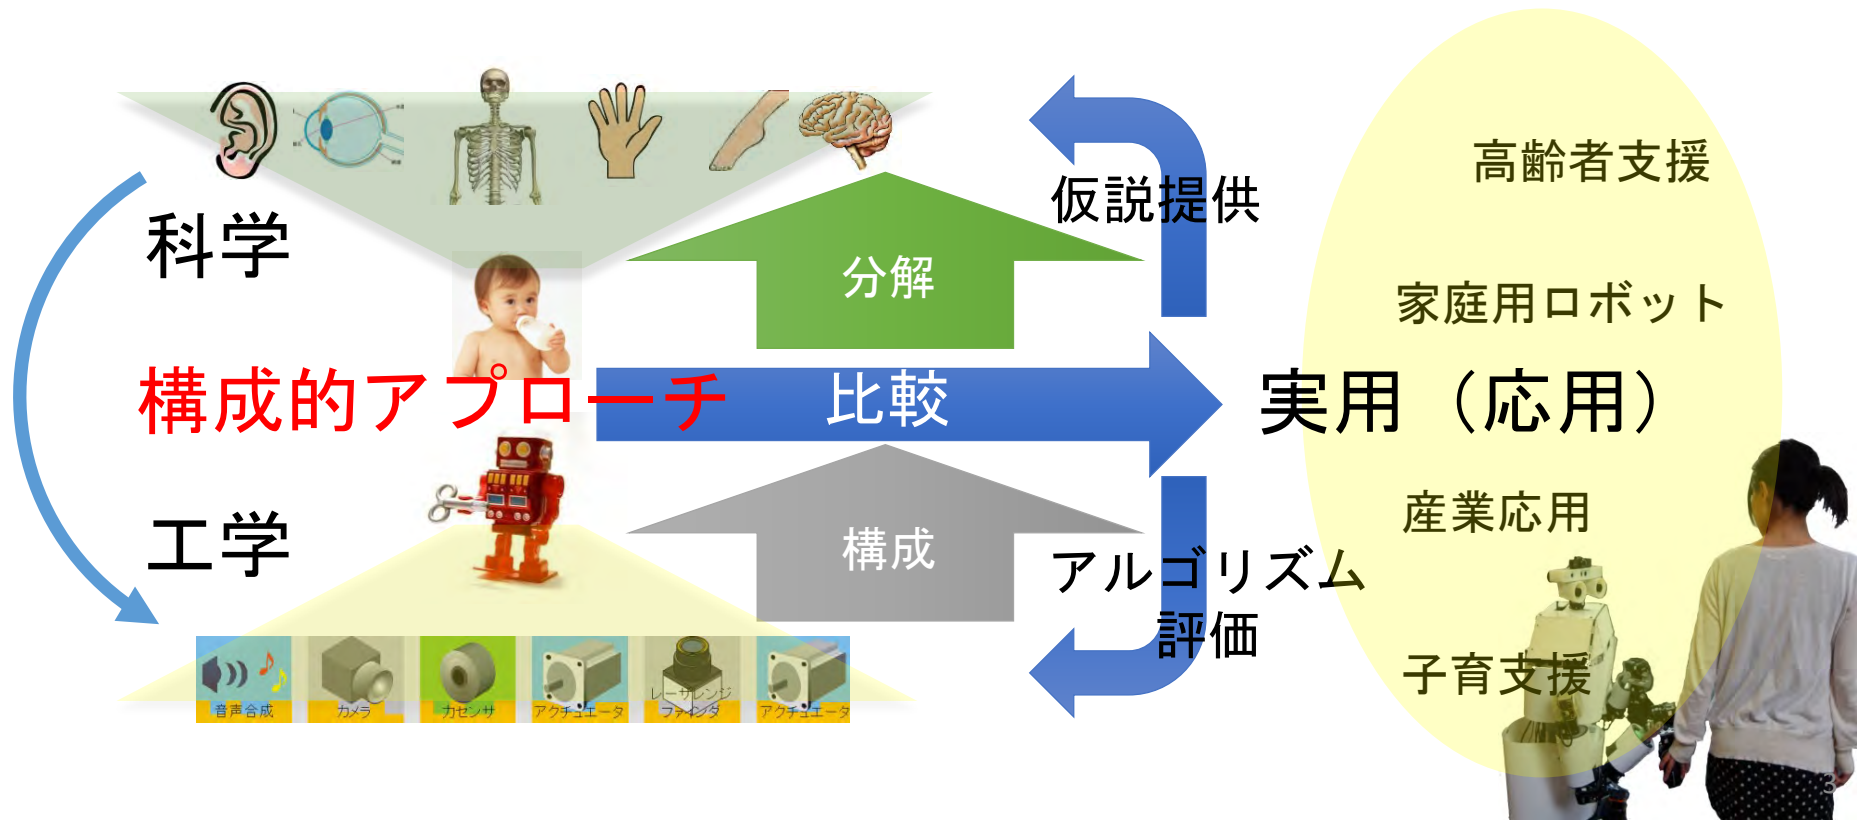 科学
分解
仮説提供
高齢者支援
家庭用ロボット
構成的アプローチ
比較
実用（応用）
工学
構成
アルゴリズム
評価
産業応用
子育支援
音声合成
カメラ
力センサ
アクチュエータ
レーザレンジ
ファインダ
アクチュエータ
3